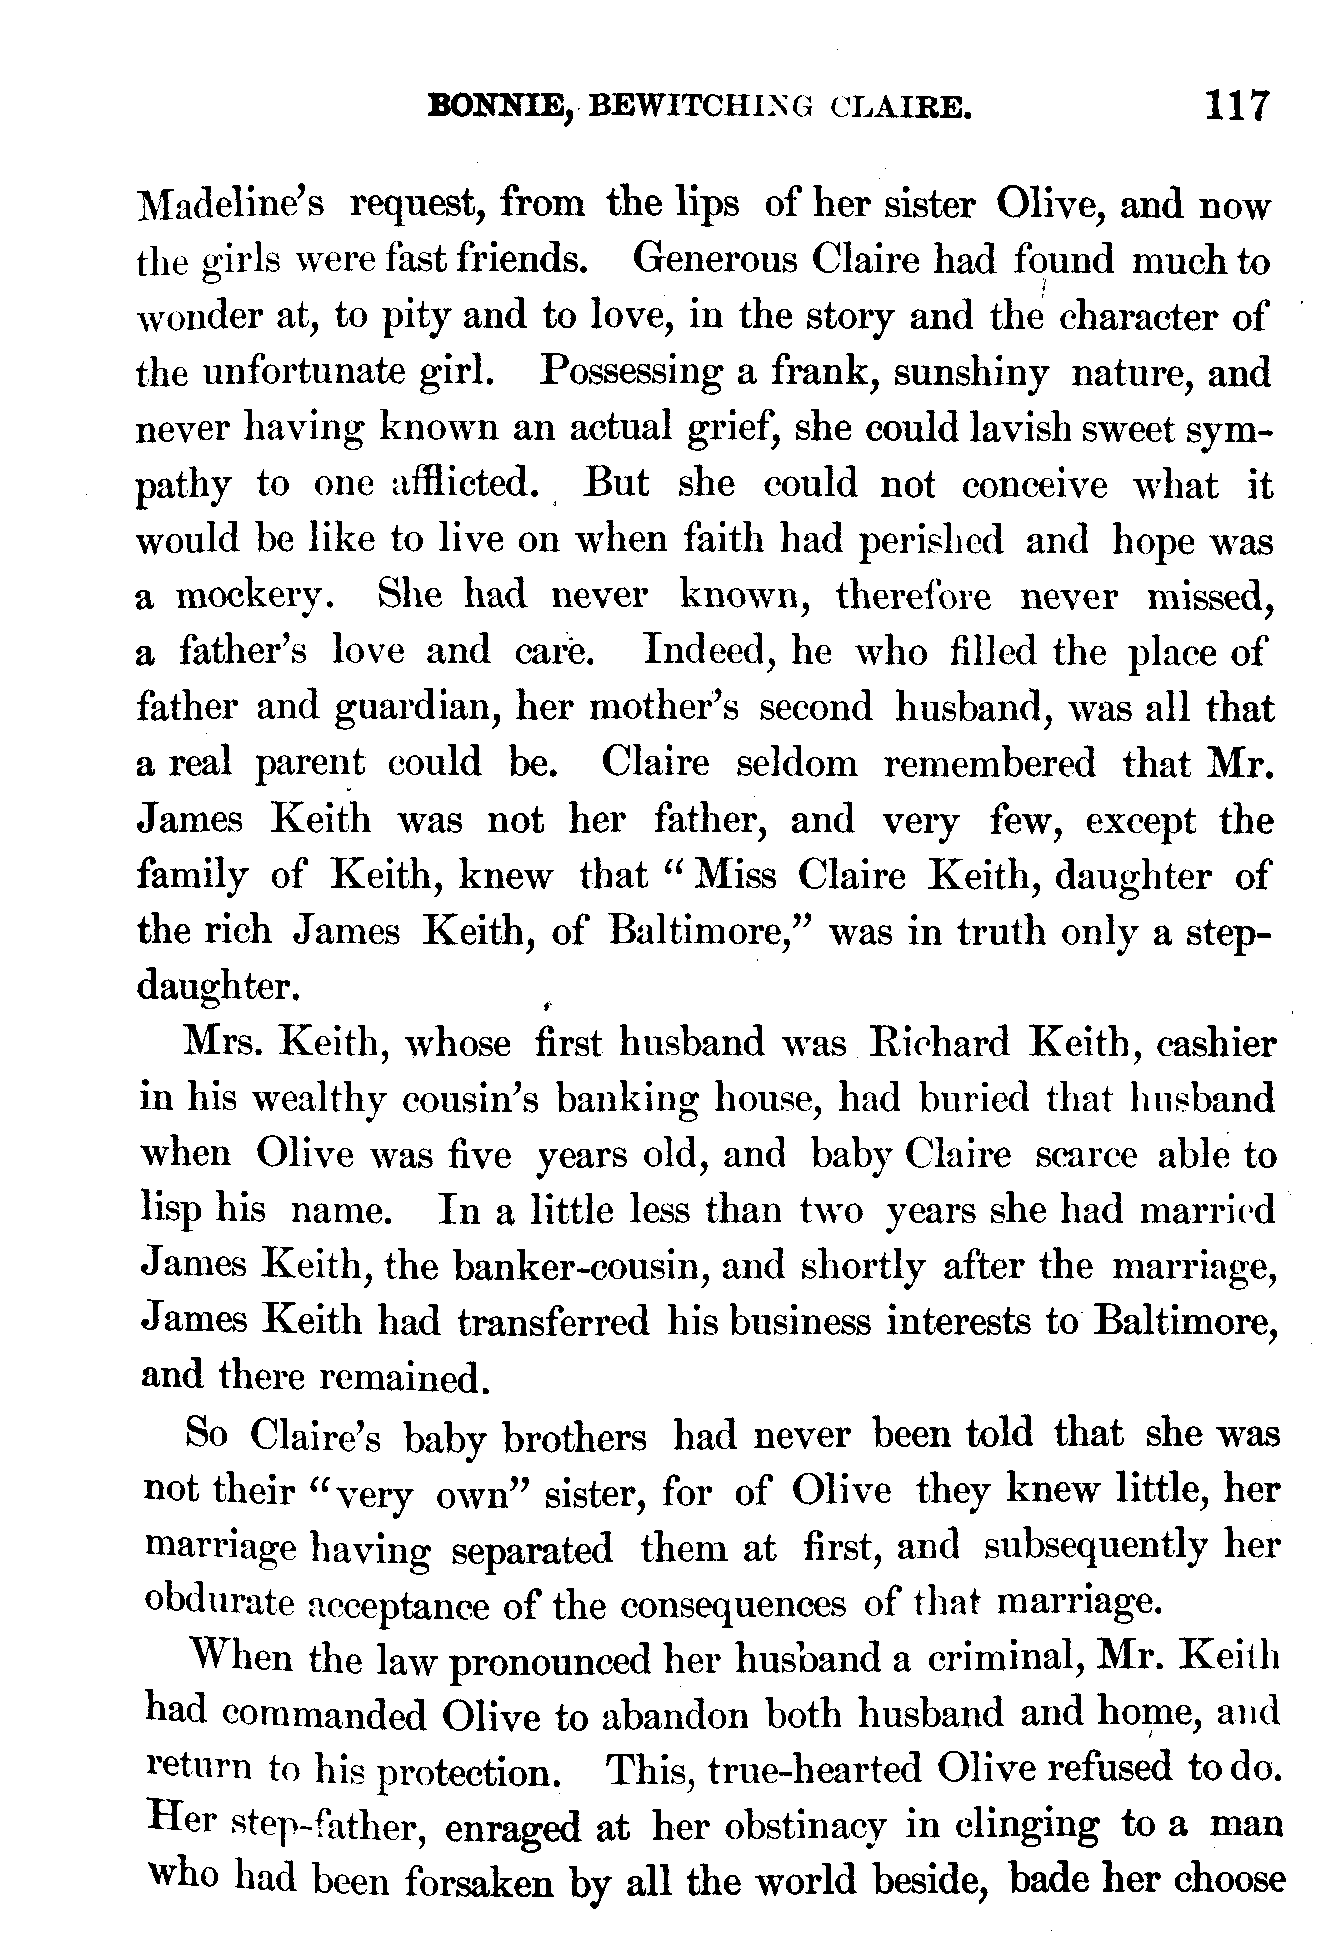 BONNIE, BEWITCHING CLAIRE. 117
Madeline's request, from the lips of her sister Olive, and now
the girls were fast friends. Generous Claire had found much to
wonder at, to pity and to love, in the story and the character of
the unfortunate girl. Possessing a frank, sunshiny nature, and
never having known an actual grief, she could lavish sweet sym-
pathy to one afflicted. But she could not conceive what it
would be like to live on when faith had perished and hope was
a mockery. She had never known, therefore never missed,
a father's love and care. Indeed, he who filled the place of
father and guardian, her mother's second husband, was all that
a real parent could be. Claire seldom remembered that Mr.
James Keith was not her father, and very few, except the
family of Keith, knew that "Miss Claire Keith, daughter of
the rich James Keith, of Baltimore," was in truth only a step-
daughter.
Mrs. Keith, whose first husband was Richard Keith, cashier
in his wealthy cousin's banking house, had buried that husband
when Olive was five years old, and baby Claire scarce able to
lisp his name. In a little less than two years she had married
James Keith, the banker-cousin, and shortly after the marriage,
James Keith had transferred his business interests to Baltimore,
and there remained.
So Claire's baby brothers had never been told that she was
not their "very own" sister, for of Olive they knew little, her
marriage having separated them at first, and subsequently her
obdurate acceptance of the consequences of that marriage.
When the law pronounced her husband a criminal, Mr. Keith
had commanded Olive to abandon both husband and home, and
return to his protection. This, true-hearted Olive refused to do.
Her step-father, enraged at her obstinacy in clinging to a man
who had been forsaken by all the world beside, bade her choose